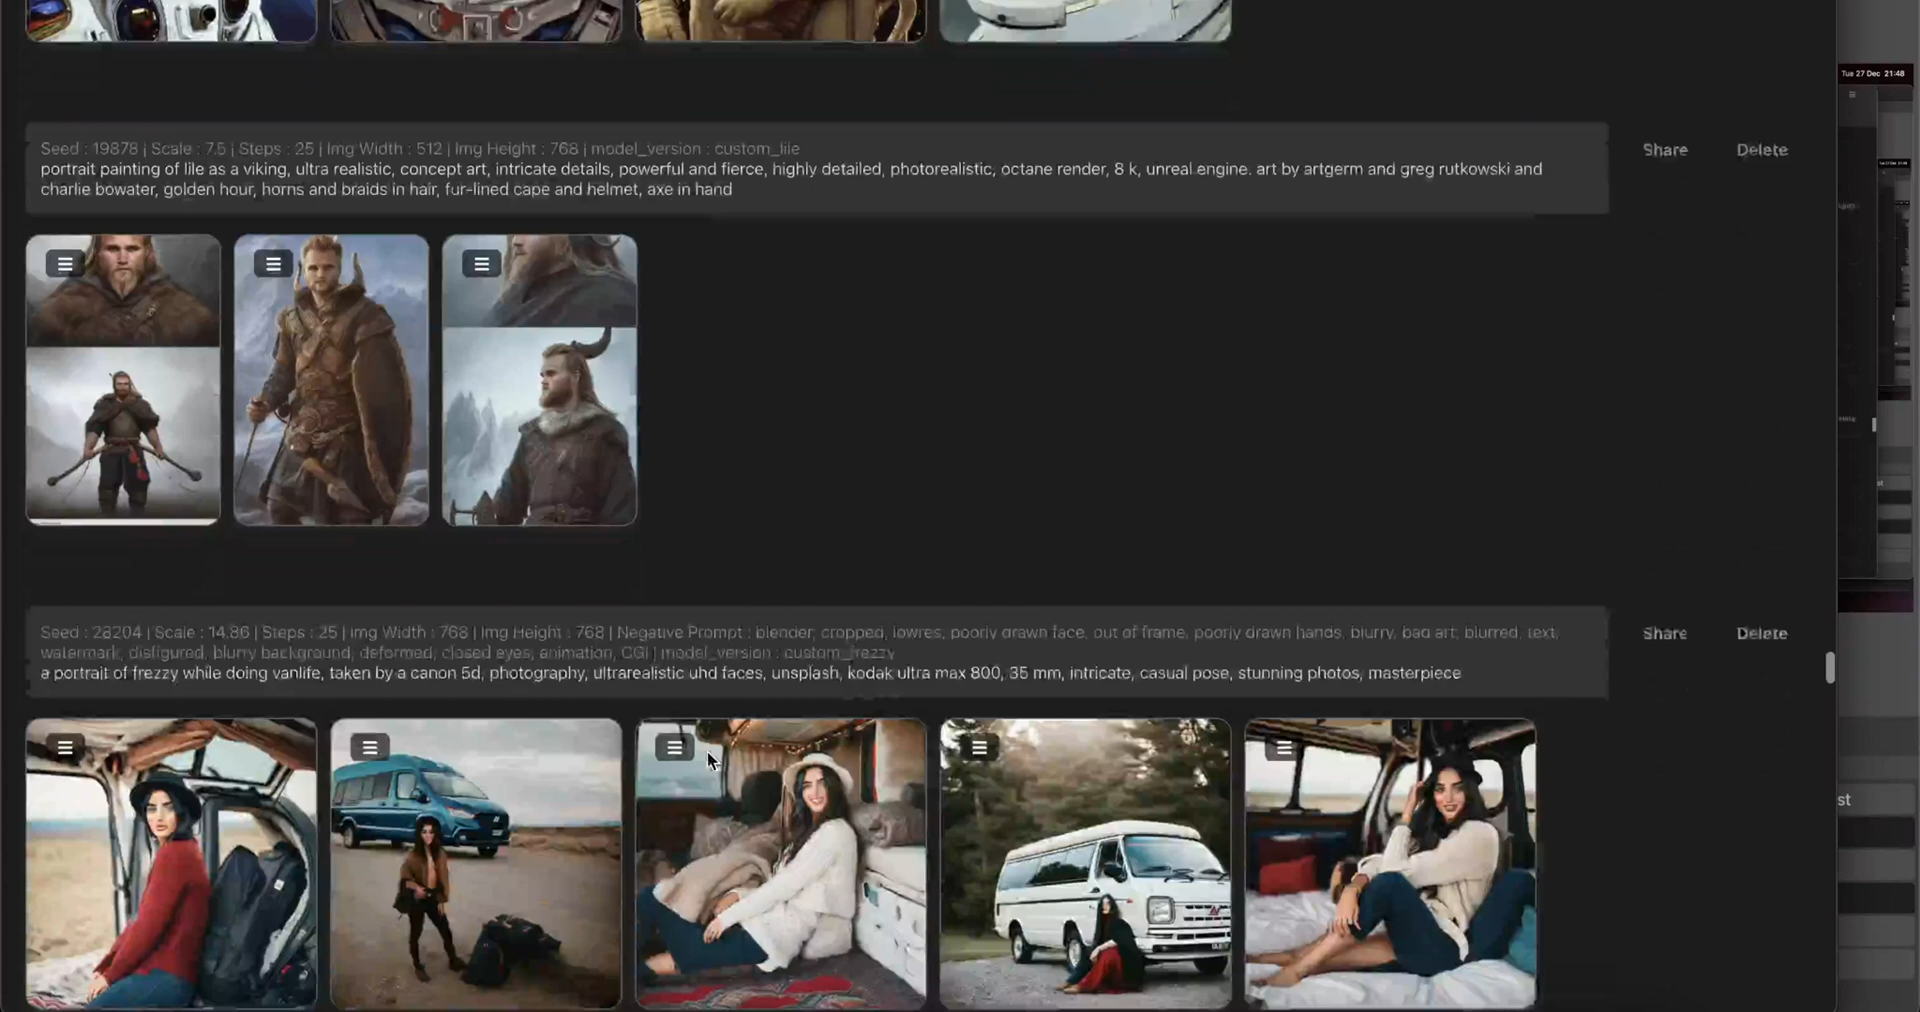 Tue 27 Dec 21:48
Seed : 19878 | Scale : 7.5 | Steps : 25 | Img Width : 512 | Img Height : 768 | model_version : custom_lile
portrait painting of lile as a viking, ultra realistic, concept art, intricate details, powerful and fierce, highly detailed, photorealistic, octane render, 8 k, unreal engine. art by artgerm and greg rutkowski and
charlie bowater, golden hour, horns and braids in hair, fur-lined cape and helmet, axe in hand
Share
Delete
Seed : 23204 | Scale : 14.86 | Steps : 25 | Img Width : 768 | Img Height : 768 | Negative Prompt : blender, cropped, lowres, poorly drawn face, out of frame, poorly drawn hands, blurry, bad art, blurred, text,
watermark, disfigured, blurry background, deformed, closed eyes, animation, CGI | model_version : custom_frezzy
a portrait of frezzy while doing vanlife, taken by a canon 5d, photography, ultrarealistic uhd faces, unsplash, kodak ultra max 800, 35 mm, intricate, casual pose, stunning photos, masterpiece
Share
Delete
st